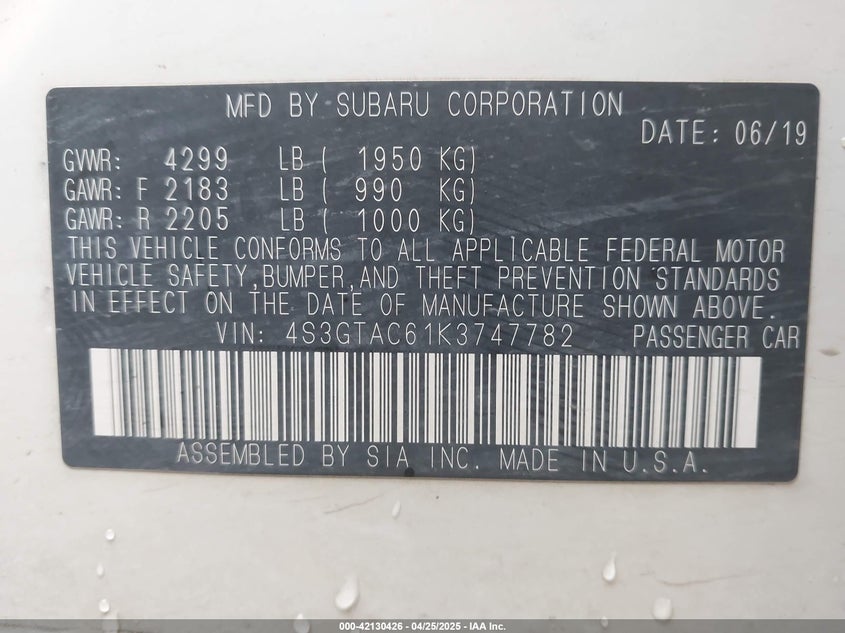 MFD BY SUBARU CORPORATION
DATE: 06/19
GVWR: 4299 LB ( 1950 KG)
GAWR: F 2183 LB ( 990 KG)
GAWR: R 2205 LB ( 1000 KG)
THIS VEHICLE CONFORMS TO ALL APPLICABLE FEDERAL MOTOR
VEHICLE SAFETY,BUMPER,AND THEFT PREVENTION STANDARDS
IN EFFECT ON THE DATE OF MANUFACTURE SHOWN ABOVE.
VIN: 4S3GTAC61K3747782 PASSENGER CAR
ASSEMBLED BY SIA INC. MADE IN U.S.A.
000-42130426 - 04/25/2025 - IAA Inc.